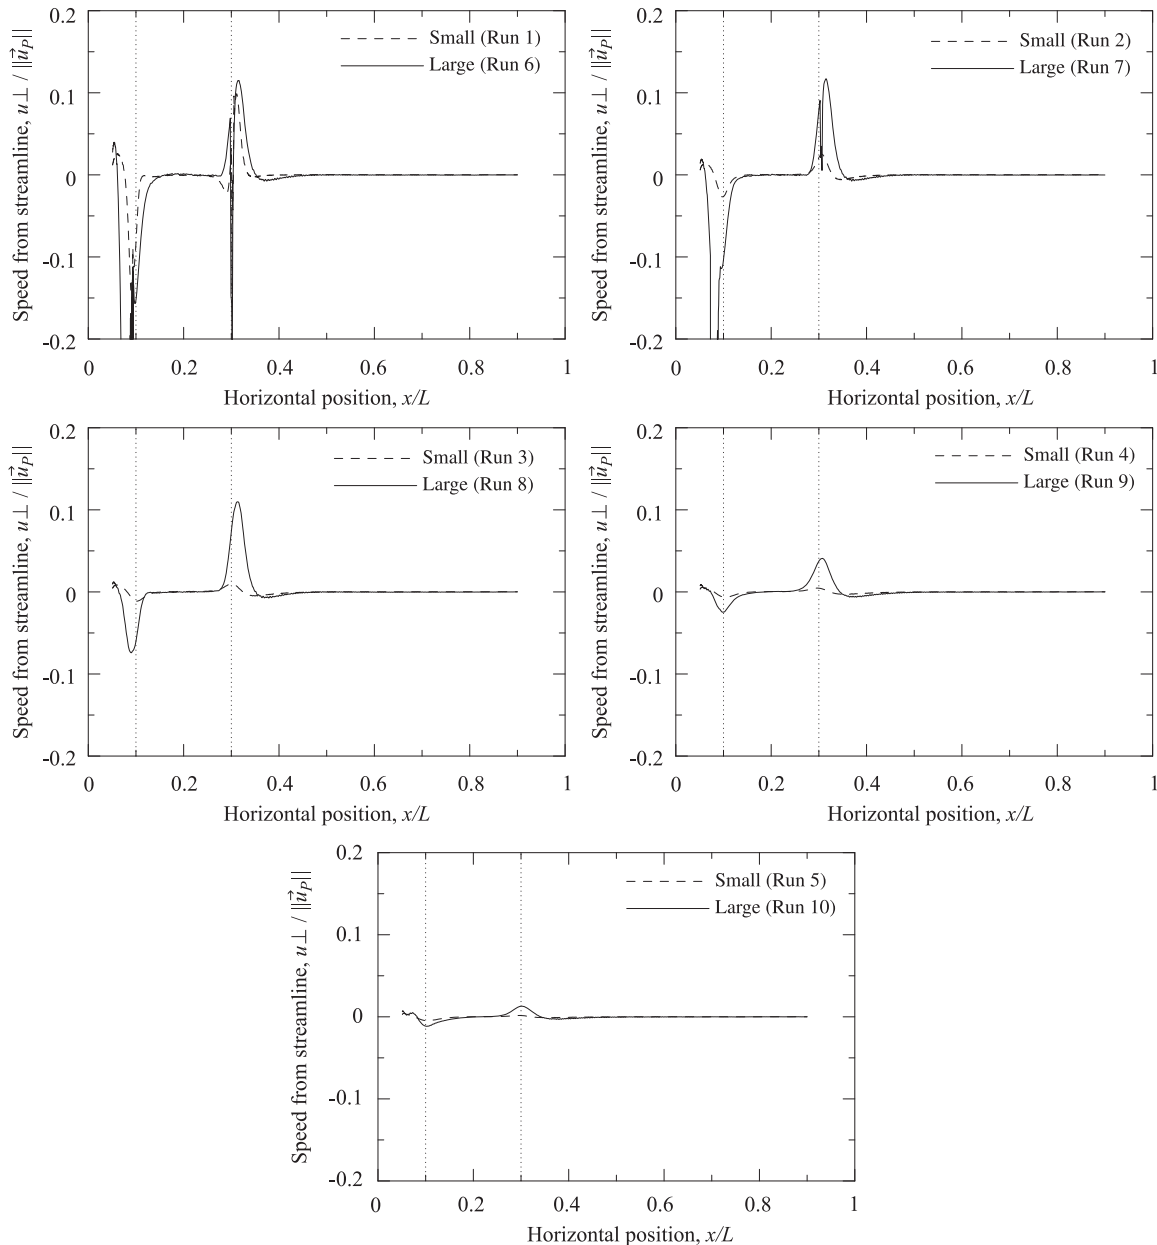 Small (Run 1)
Large (Run 6)
0.1
0
-0.1
-0.2
0 0.2 0.4 0.6 0.8 1
Horizontal position, x/L
Speed from streamline, u⊥ / ||u⃗_P||
Small (Run 2)
Large (Run 7)
0.1
0
-0.1
-0.2
0 0.2 0.4 0.6 0.8 1
Horizontal position, x/L
Speed from streamline, u⊥ / ||u⃗_P||
0.2
Small (Run 3)
Large (Run 8)
0.1
0
-0.1
-0.2
0 0.2 0.4 0.6 0.8 1
Horizontal position, x/L
Speed from streamline, u⊥ / ||u⃗_P||
0.2
Small (Run 4)
Large (Run 9)
0.1
0
-0.1
-0.2
0 0.2 0.4 0.6 0.8 1
Horizontal position, x/L
Speed from streamline, u⊥ / ||u⃗_P||
0.2
Small (Run 5)
Large (Run 10)
0.1
0
-0.1
-0.2
0 0.2 0.4 0.6 0.8 1
Horizontal position, x/L
Speed from streamline, u⊥ / ||u⃗_P||